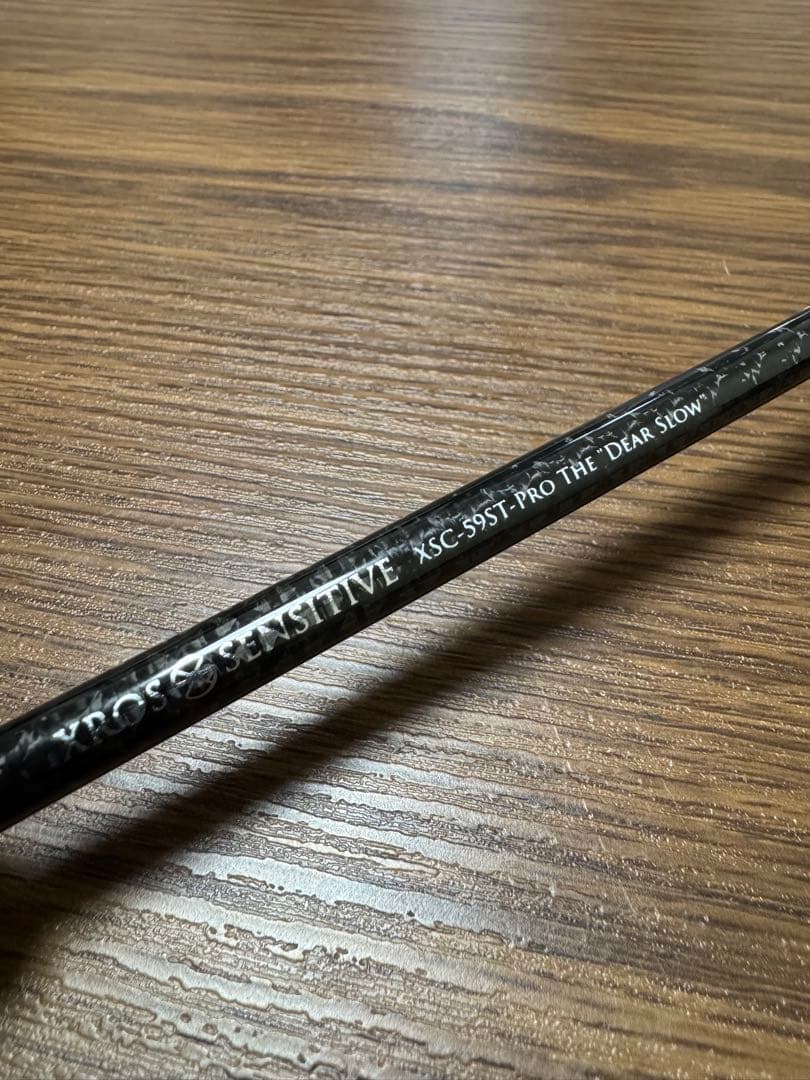 XROS SENSITIVE XSC-59ST-PRO THE "DEAR SLOW"